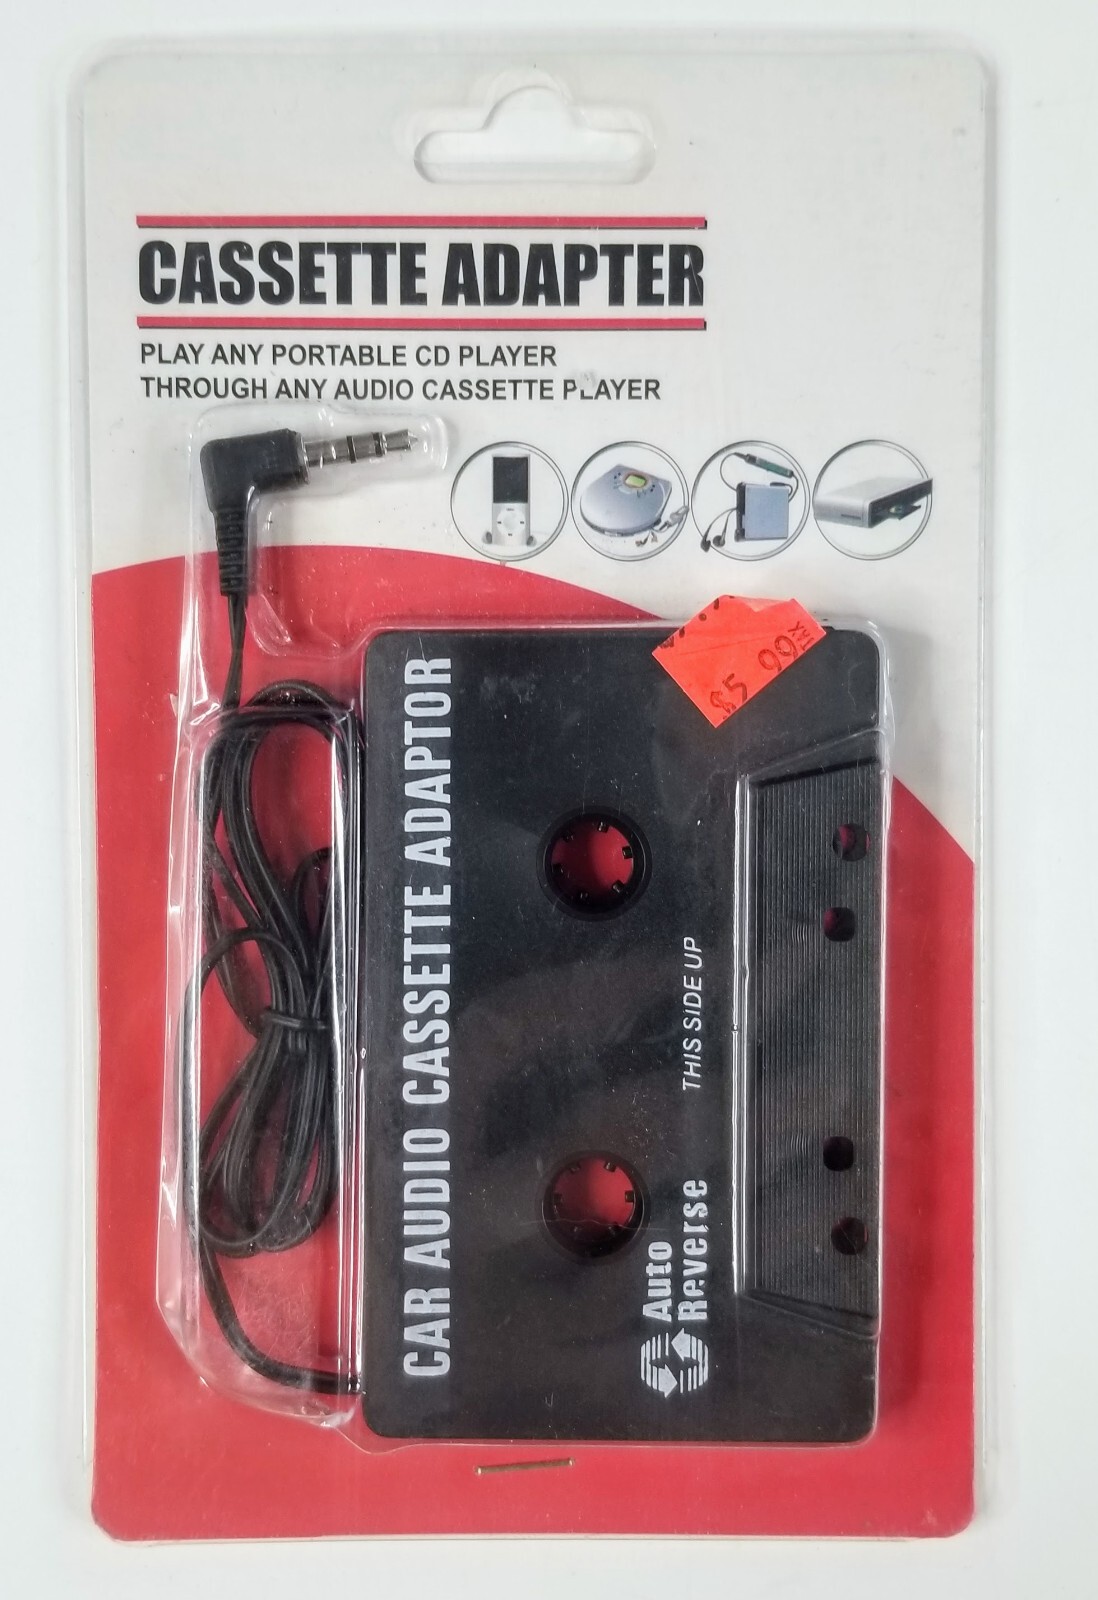 CASSETTE ADAPTER
PLAY ANY PORTABLE CD PLAYER
THROUGH ANY AUDIO CASSETTE PLAYER
$5 99
TAX
CAR AUDIO CASSETTE ADAPTOR
THIS SIDE UP
Auto
Reverse